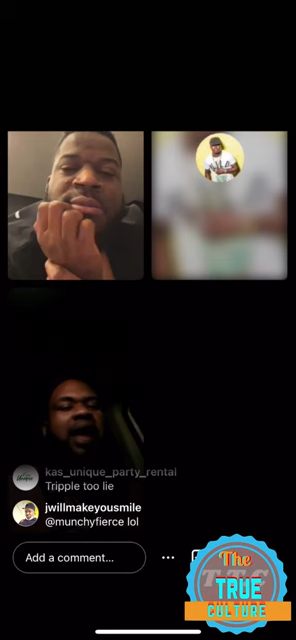 kas_unique_party_rental
Tripple too lie
jwillmakeyousmile
@munchyfierce lol
Add a comment...
The
TRUE
CULTURE